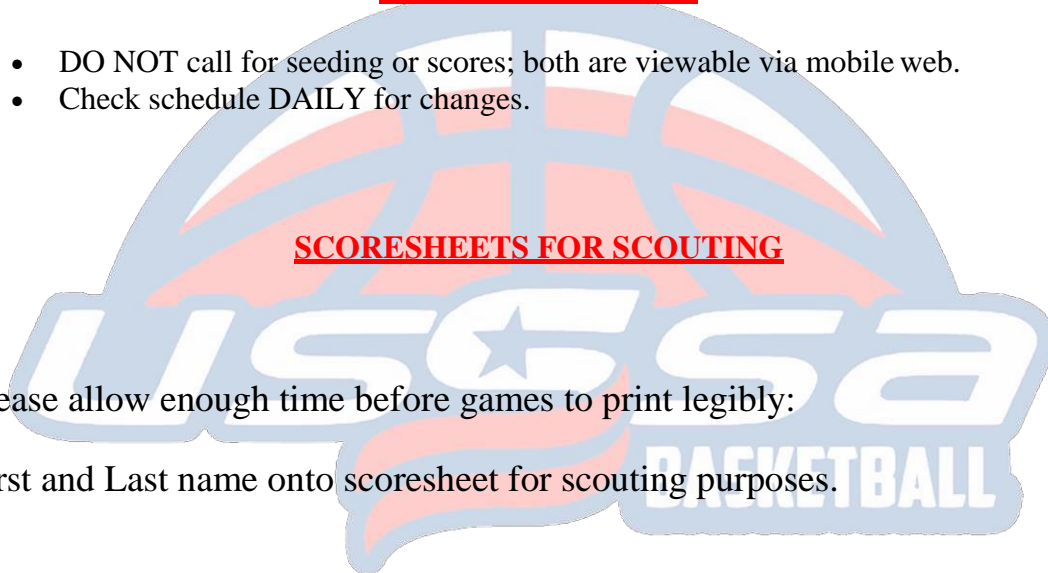 • DO NOT call for seeding or scores; both are viewable via mobile web.
• Check schedule DAILY for changes.
SCORESHEETS FOR SCOUTING
usssa
ease allow enough time before games to print legibly:
rst and Last name onto scoresheet for scouting purposes.
BASKETBALL